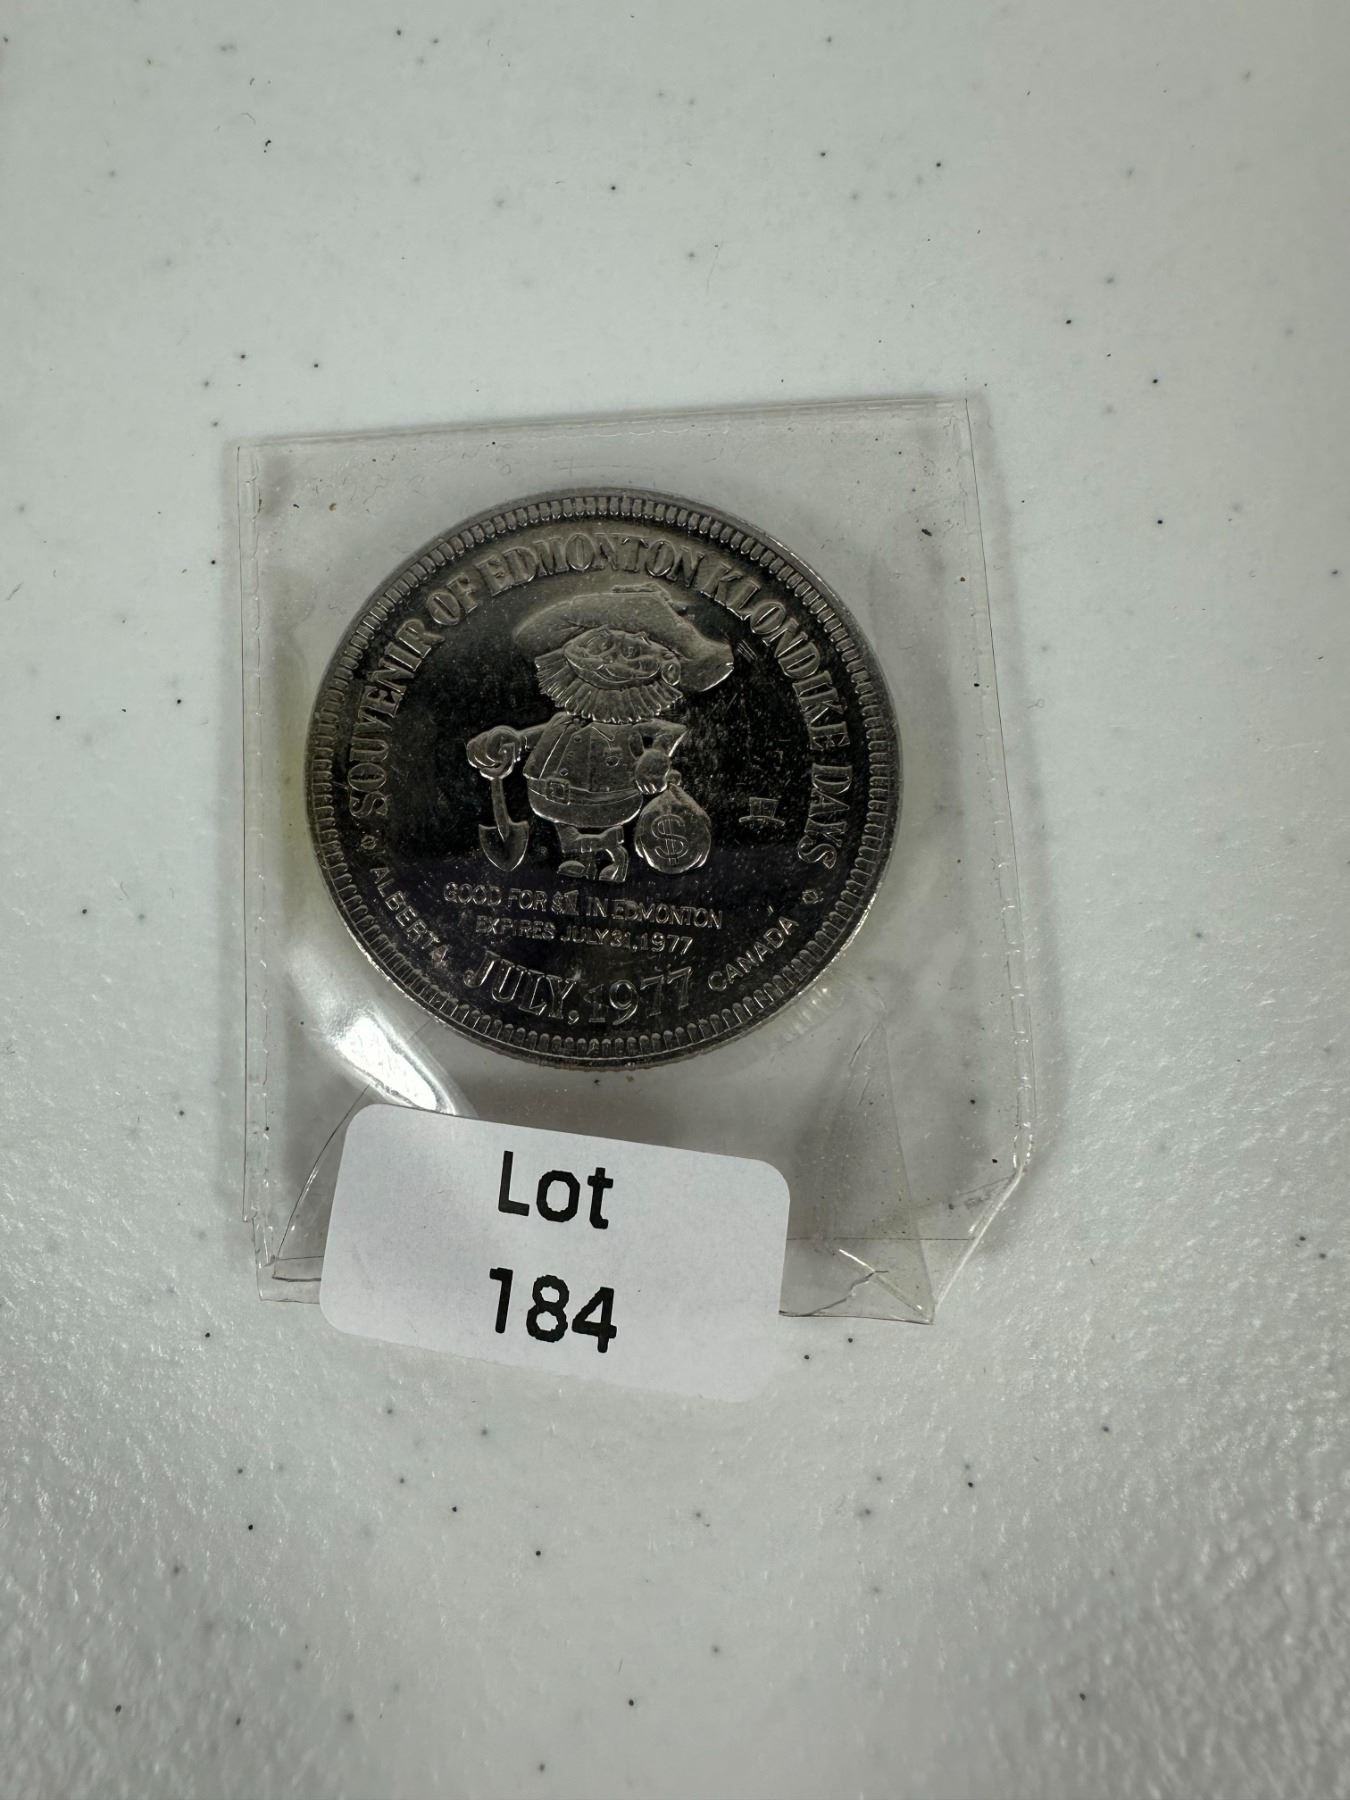 SOUVENIR OF EDMONTON KLONDIKE DAYS
$
GOOD FOR $1 IN EDMONTON
EXPIRES JULY 31, 1977
ALBERTA CANADA
JULY, 1977
Lot
184